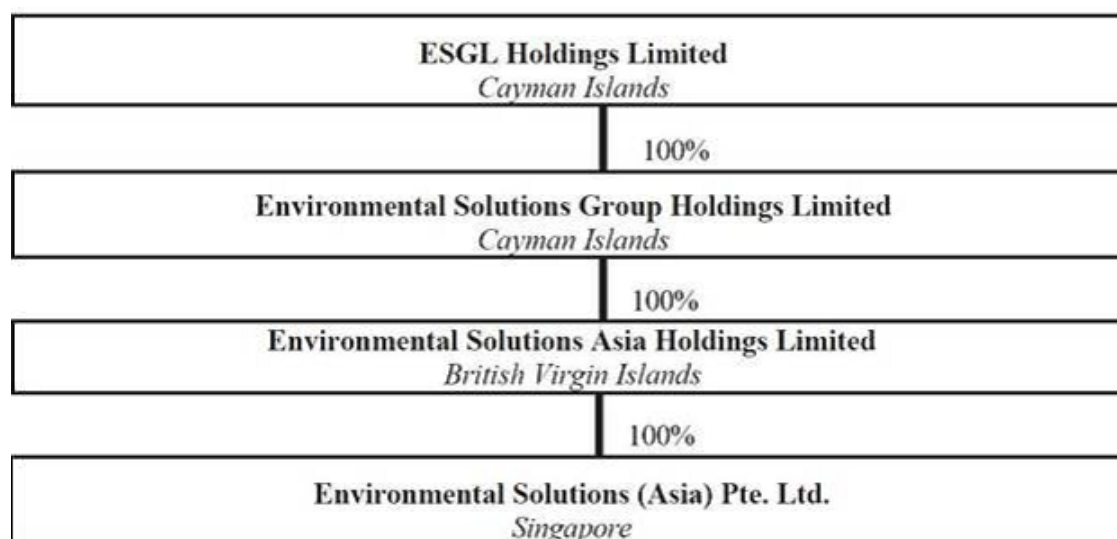 ESGL Holdings Limited
Cayman Islands
100%
Environmental Solutions Group Holdings Limited
Cayman Islands
100%
Environmental Solutions Asia Holdings Limited
British Virgin Islands
100%
Environmental Solutions (Asia) Pte. Ltd.
Singapore